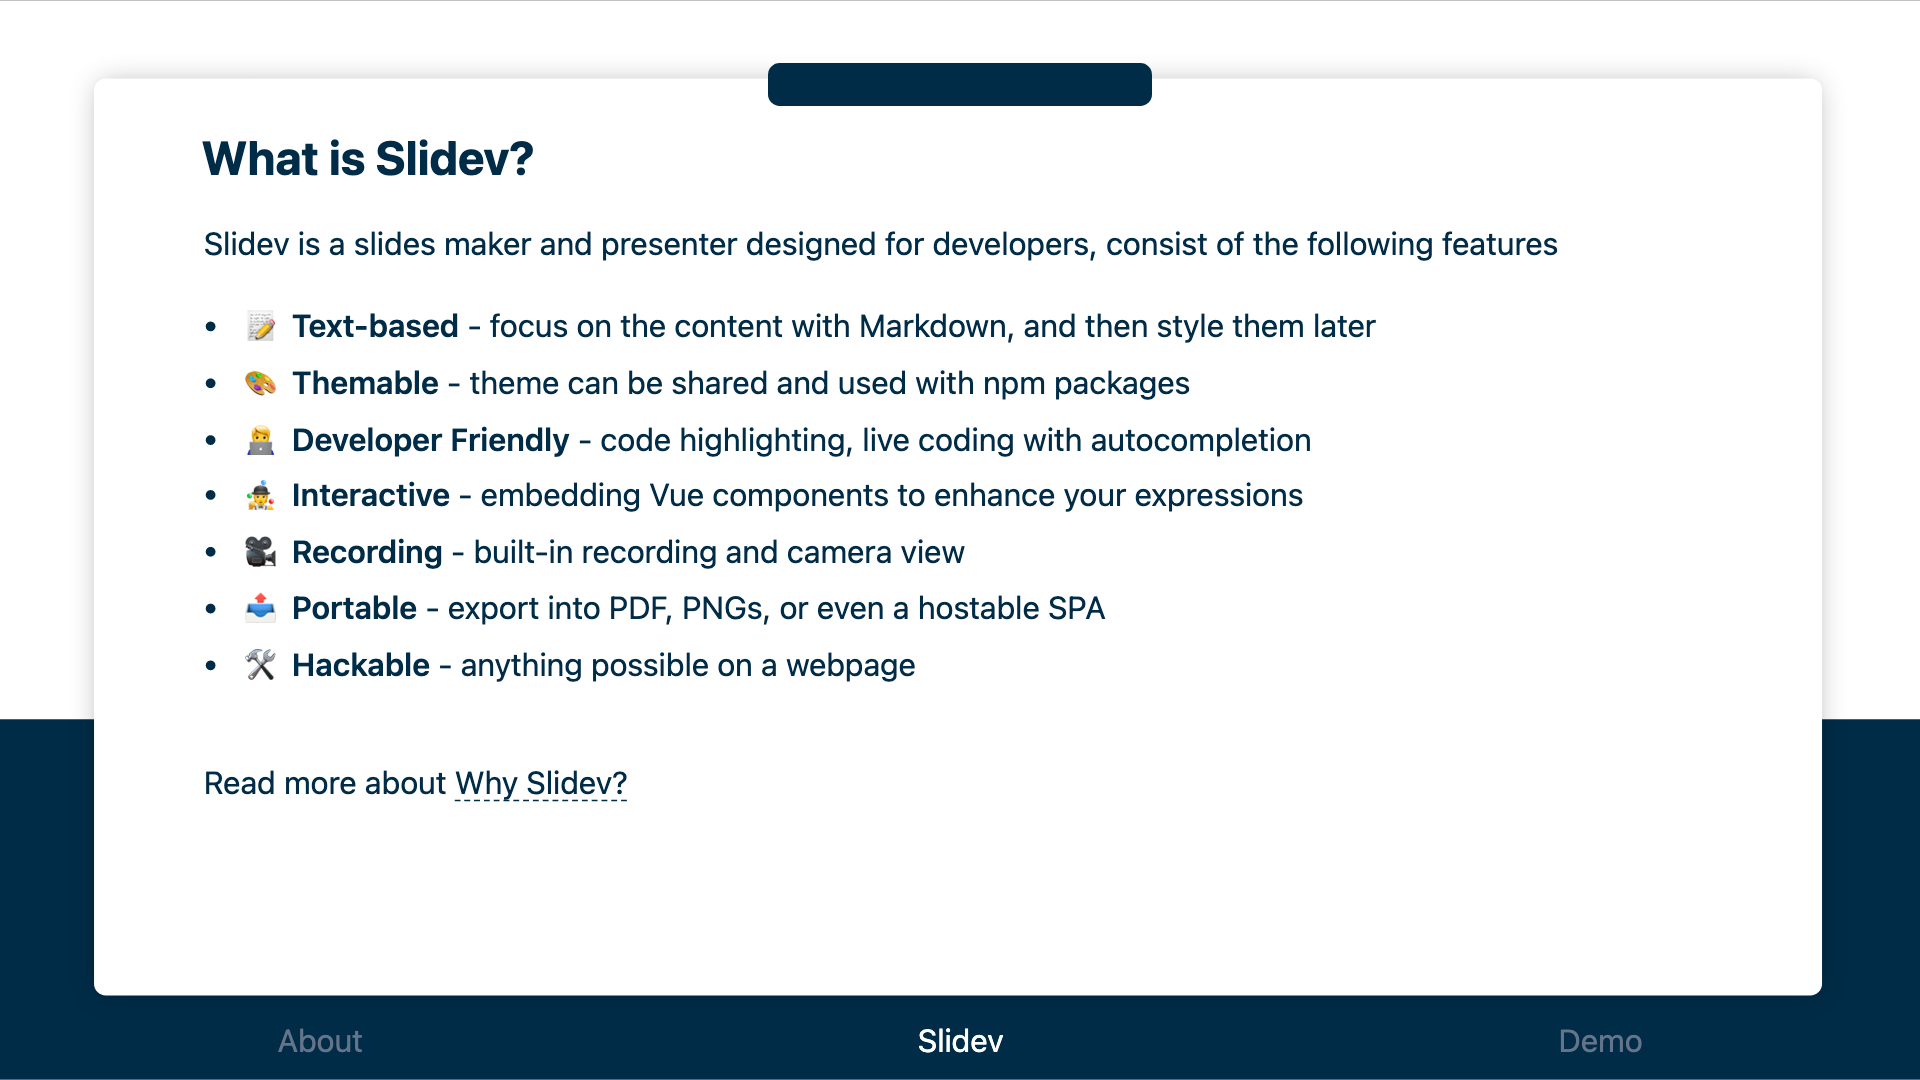 What is Slidev?
Slidev is a slides maker and presenter designed for developers, consist of the following features
• 📝 Text-based - focus on the content with Markdown, and then style them later
• 🎨 Themable - theme can be shared and used with npm packages
• 🧑‍💻 Developer Friendly - code highlighting, live coding with autocompletion
• 🤹 Interactive - embedding Vue components to enhance your expressions
• 🎥 Recording - built-in recording and camera view
• 📤 Portable - export into PDF, PNGs, or even a hostable SPA
• 🛠 Hackable - anything possible on a webpage
Read more about Why Slidev?
About Slidev Demo